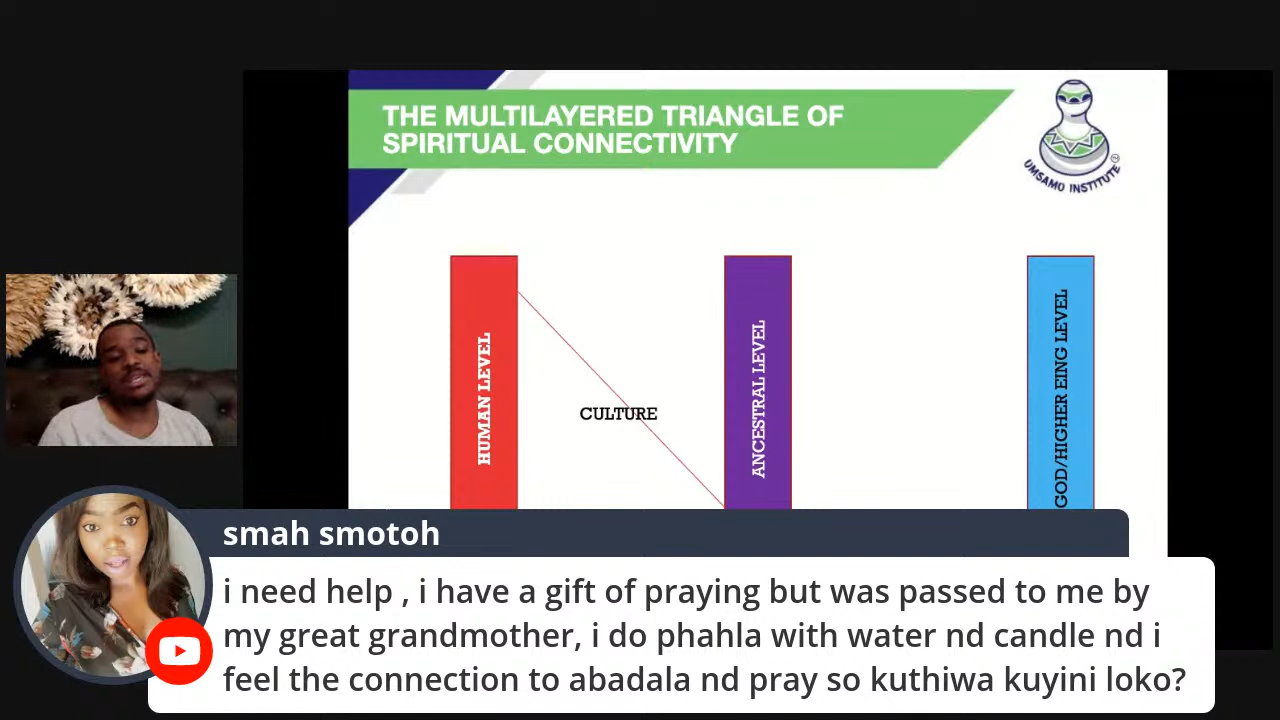 THE MULTILAYERED TRIANGLE OF
SPIRITUAL CONNECTIVITY
UMSAMO INSTITUTE
TM
HUMAN LEVEL
CULTURE
ANCESTRAL LEVEL
GOD/HIGHER EING LEVEL
smah smotoh
i need help , i have a gift of praying but was passed to me by
my great grandmother, i do phahla with water nd candle nd i
feel the connection to abadala nd pray so kuthiwa kuyini loko?